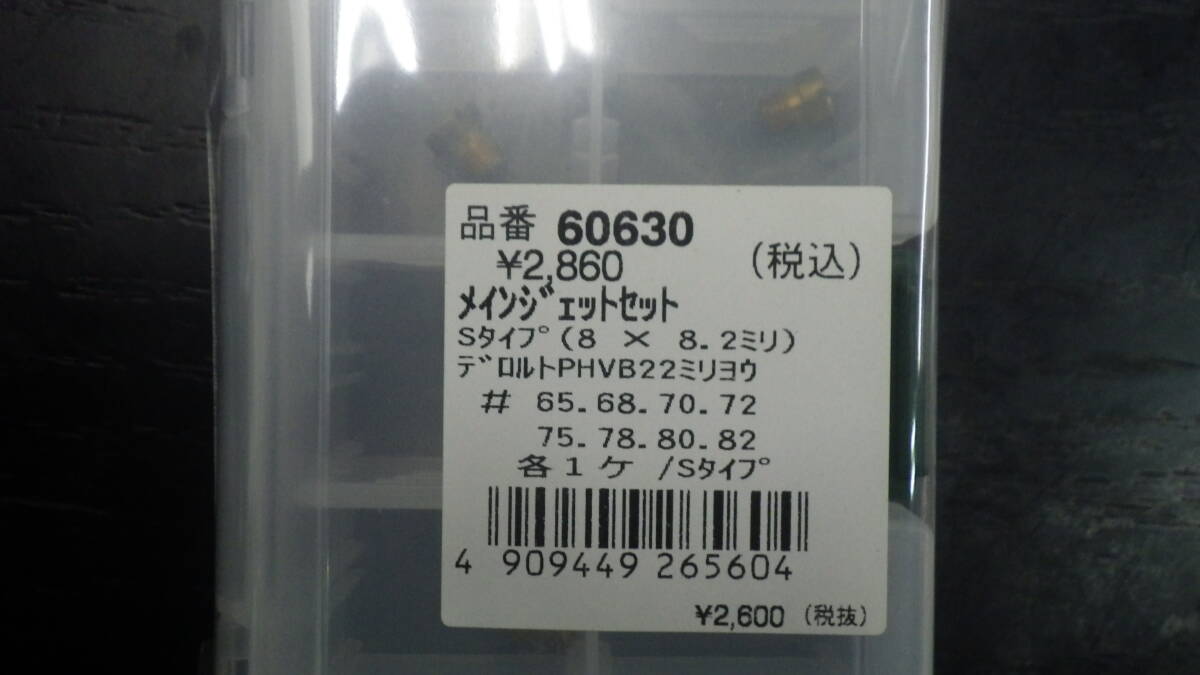 品番 60630
¥2,860 (税込)
ﾒｲﾝｼﾞｪｯﾄｾｯﾄ
Sﾀｲﾌﾟ(8 × 8.2ミリ)
ﾃﾞﾛﾙﾄPHVB22ミリヨウ
# 65.68.70.72
75.78.80.82
各1ケ /Sﾀｲﾌﾟ
4 909449 265604
¥2,600 (税抜)